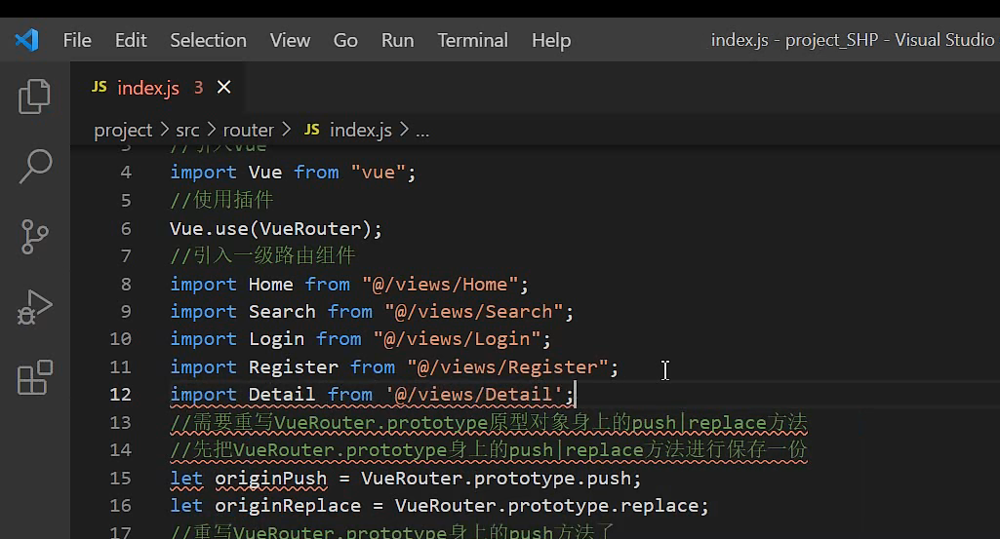 File Edit Selection View Go Run Terminal Help index.js - project_SHP - Visual Studio
JS index.js 3
project > src > router > JS index.js > ...
3 //引入Vue
4 import Vue from "vue";
5 //使用插件
6 Vue.use(VueRouter);
7 //引入一级路由组件
8 import Home from "@/views/Home";
9 import Search from "@/views/Search";
10 import Login from "@/views/Login";
11 import Register from "@/views/Register";
12 import Detail from '@/views/Detail';
13 //需要重写VueRouter.prototype原型对象身上的push|replace方法
14 //先把VueRouter.prototype身上的push|replace方法进行保存一份
15 let originPush = VueRouter.prototype.push;
16 let originReplace = VueRouter.prototype.replace;
17 //重写VueRouter.prototype身上的push方法了